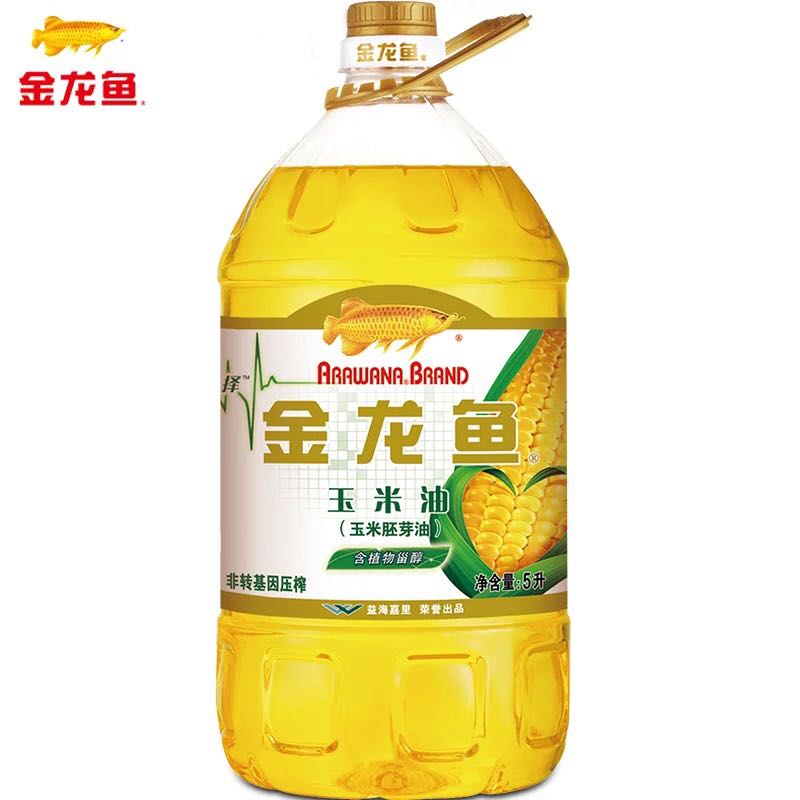 金龙鱼®
金龙鱼®
择™
®
ARAWANA® BRAND
金龙鱼®
玉米油
(玉米胚芽油)
含植物甾醇
非转基因压榨
净含量:5升
益海嘉里 荣誉出品